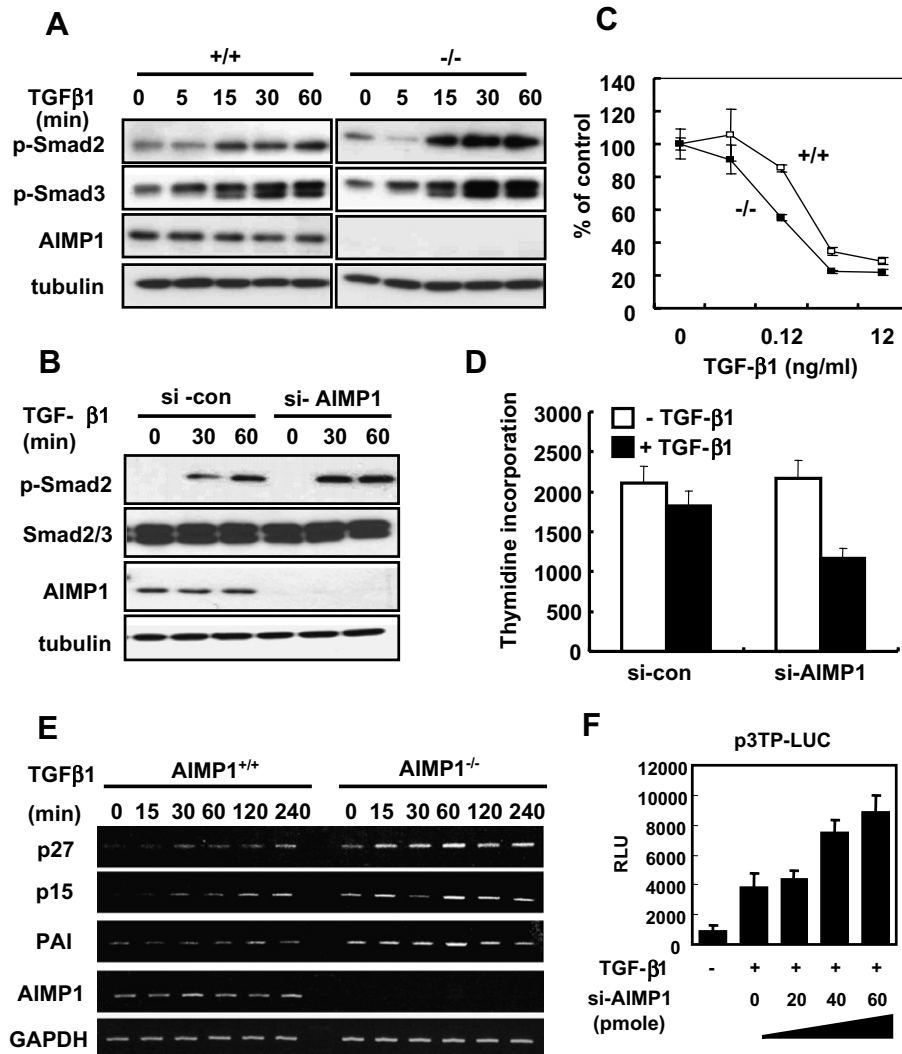 A
+/+
-/-
TGFβ1
(min)
0 5 15 30 60
0 5 15 30 60
p-Smad2
p-Smad3
AIMP1
tubulin
C
% of control
140
120
100
80
60
40
20
0
+/+
-/-
0 0.12 12
TGF-β1 (ng/ml)
B
si -con
si- AIMP1
TGF- β1
(min)
0 30 60 0 30 60
p-Smad2
Smad2/3
AIMP1
tubulin
D
Thymidine incorporation
3000
2500
2000
1500
1000
500
0
- TGF-β1
+ TGF-β1
si-con
si-AIMP1
E
TGFβ1
AIMP1+/+
AIMP1-/-
(min)
0 15 30 60 120 240
0 15 30 60 120 240
p27
p15
PAI
AIMP1
GAPDH
F
p3TP-LUC
RLU
12000
10000
8000
6000
4000
2000
0
TGF-β1 - + + + +
si-AIMP1 0 20 40 60
(pmole)